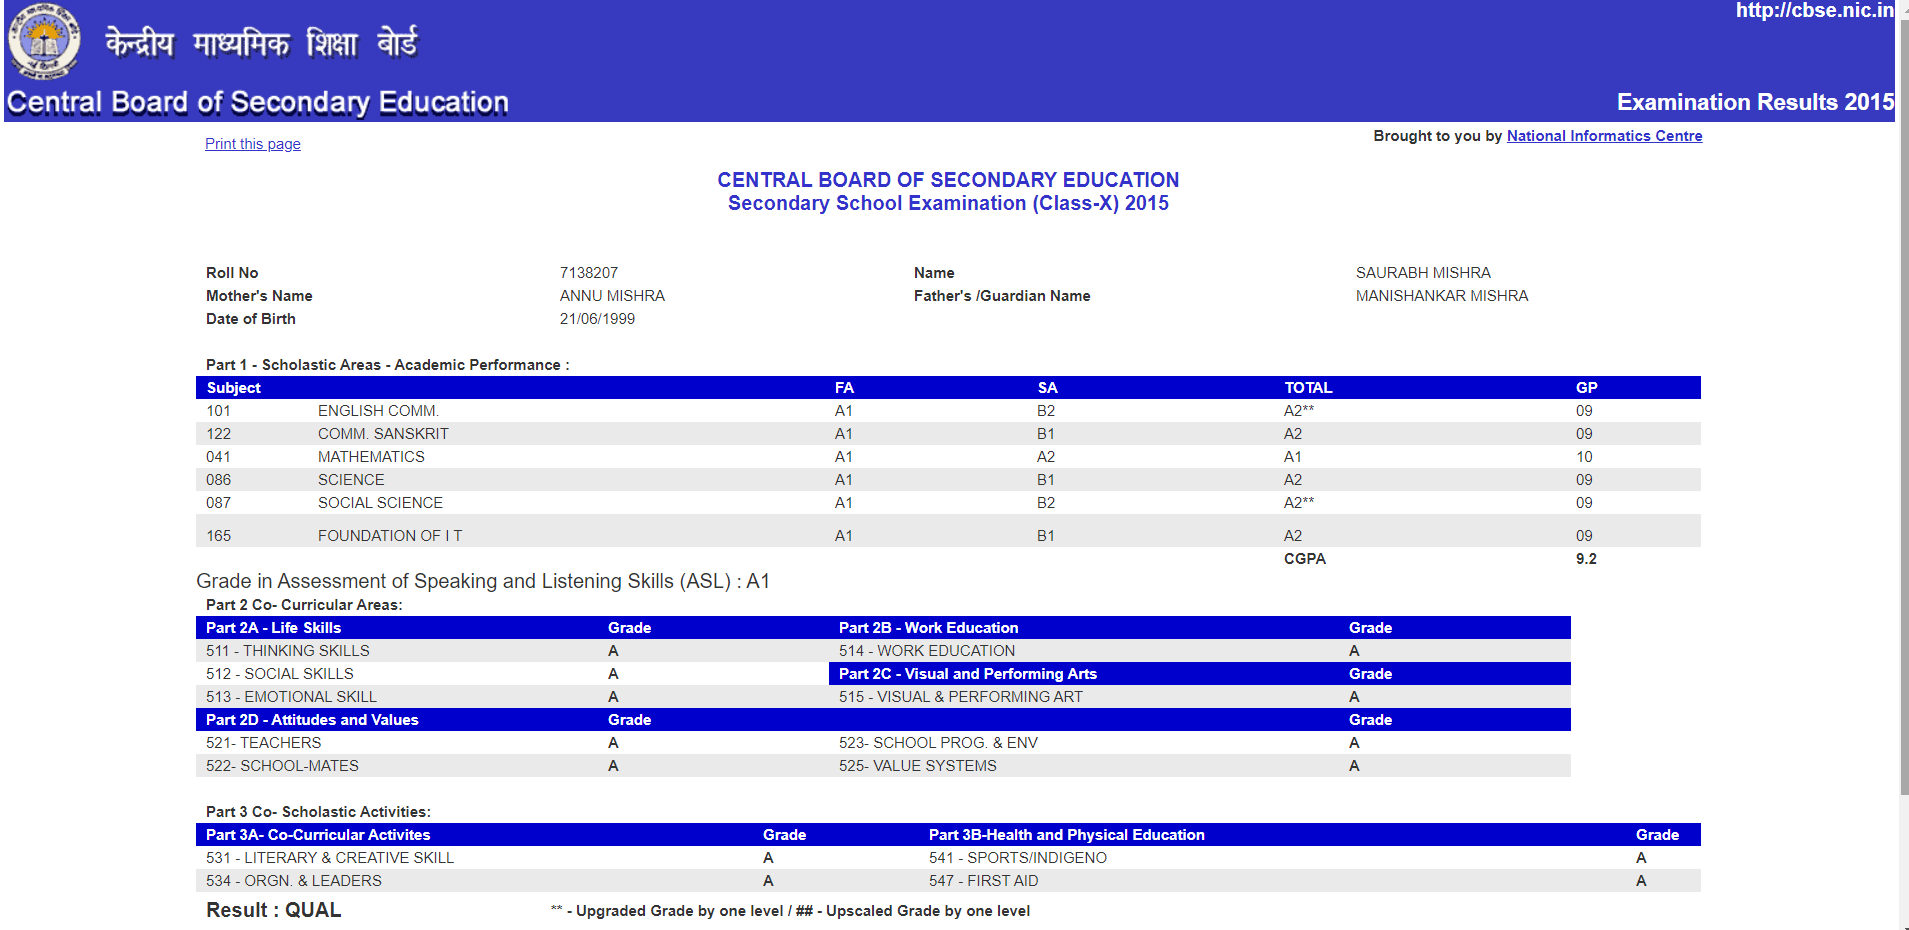 http://cbse.nic.in
केन्द्रीय माध्यमिक शिक्षा बोर्ड
Central Board of Secondary Education
Examination Results 2015
Print this page
Brought to you by National Informatics Centre
CENTRAL BOARD OF SECONDARY EDUCATION
Secondary School Examination (Class-X) 2015
Roll No 7138207 Name SAURABH MISHRA
Mother's Name ANNU MISHRA Father's /Guardian Name MANISHANKAR MISHRA
Date of Birth 21/06/1999
Part 1 - Scholastic Areas - Academic Performance :
Subject FA SA TOTAL GP
101 ENGLISH COMM. A1 B2 A2** 09
122 COMM. SANSKRIT A1 B1 A2 09
041 MATHEMATICS A1 A2 A1 10
086 SCIENCE A1 B1 A2 09
087 SOCIAL SCIENCE A1 B2 A2** 09
165 FOUNDATION OF I T A1 B1 A2 09
CGPA 9.2
Grade in Assessment of Speaking and Listening Skills (ASL) : A1
Part 2 Co- Curricular Areas:
Part 2A - Life Skills Grade Part 2B - Work Education Grade
511 - THINKING SKILLS A 514 - WORK EDUCATION A
512 - SOCIAL SKILLS A Part 2C - Visual and Performing Arts Grade
513 - EMOTIONAL SKILL A 515 - VISUAL & PERFORMING ART A
Part 2D - Attitudes and Values Grade Grade
521- TEACHERS A 523- SCHOOL PROG. & ENV A
522- SCHOOL-MATES A 525- VALUE SYSTEMS A
Part 3 Co- Scholastic Activities:
Part 3A- Co-Curricular Activites Grade Part 3B-Health and Physical Education Grade
531 - LITERARY & CREATIVE SKILL A 541 - SPORTS/INDIGENO A
534 - ORGN. & LEADERS A 547 - FIRST AID A
Result : QUAL ** - Upgraded Grade by one level / ## - Upscaled Grade by one level